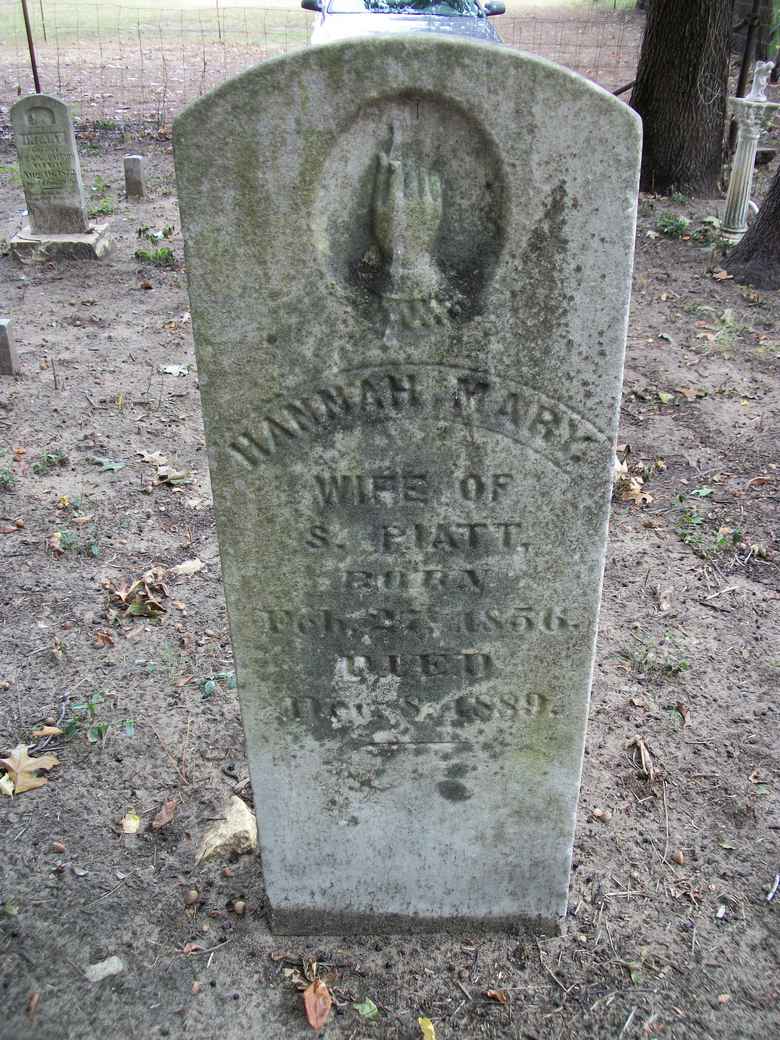 HANNAH MARY.
WIFE OF
S. PIATT.
BORN
Feb. 27, 1856.
DIED
Dec. 8, 1889.